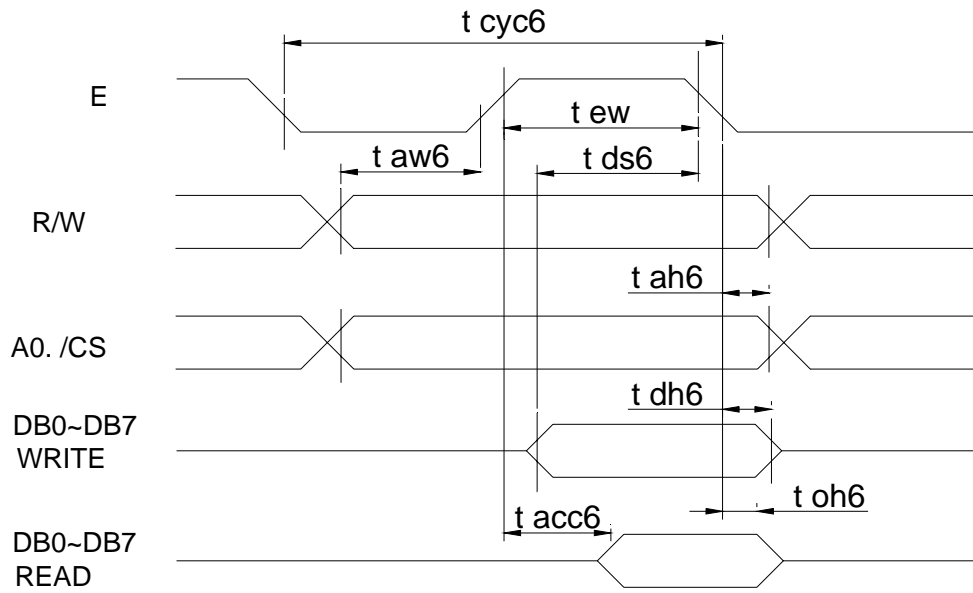 t cyc6
E
t ew
t aw6
t ds6
R/W
t ah6
A0. /CS
t dh6
DB0~DB7
WRITE
t oh6
t acc6
DB0~DB7
READ